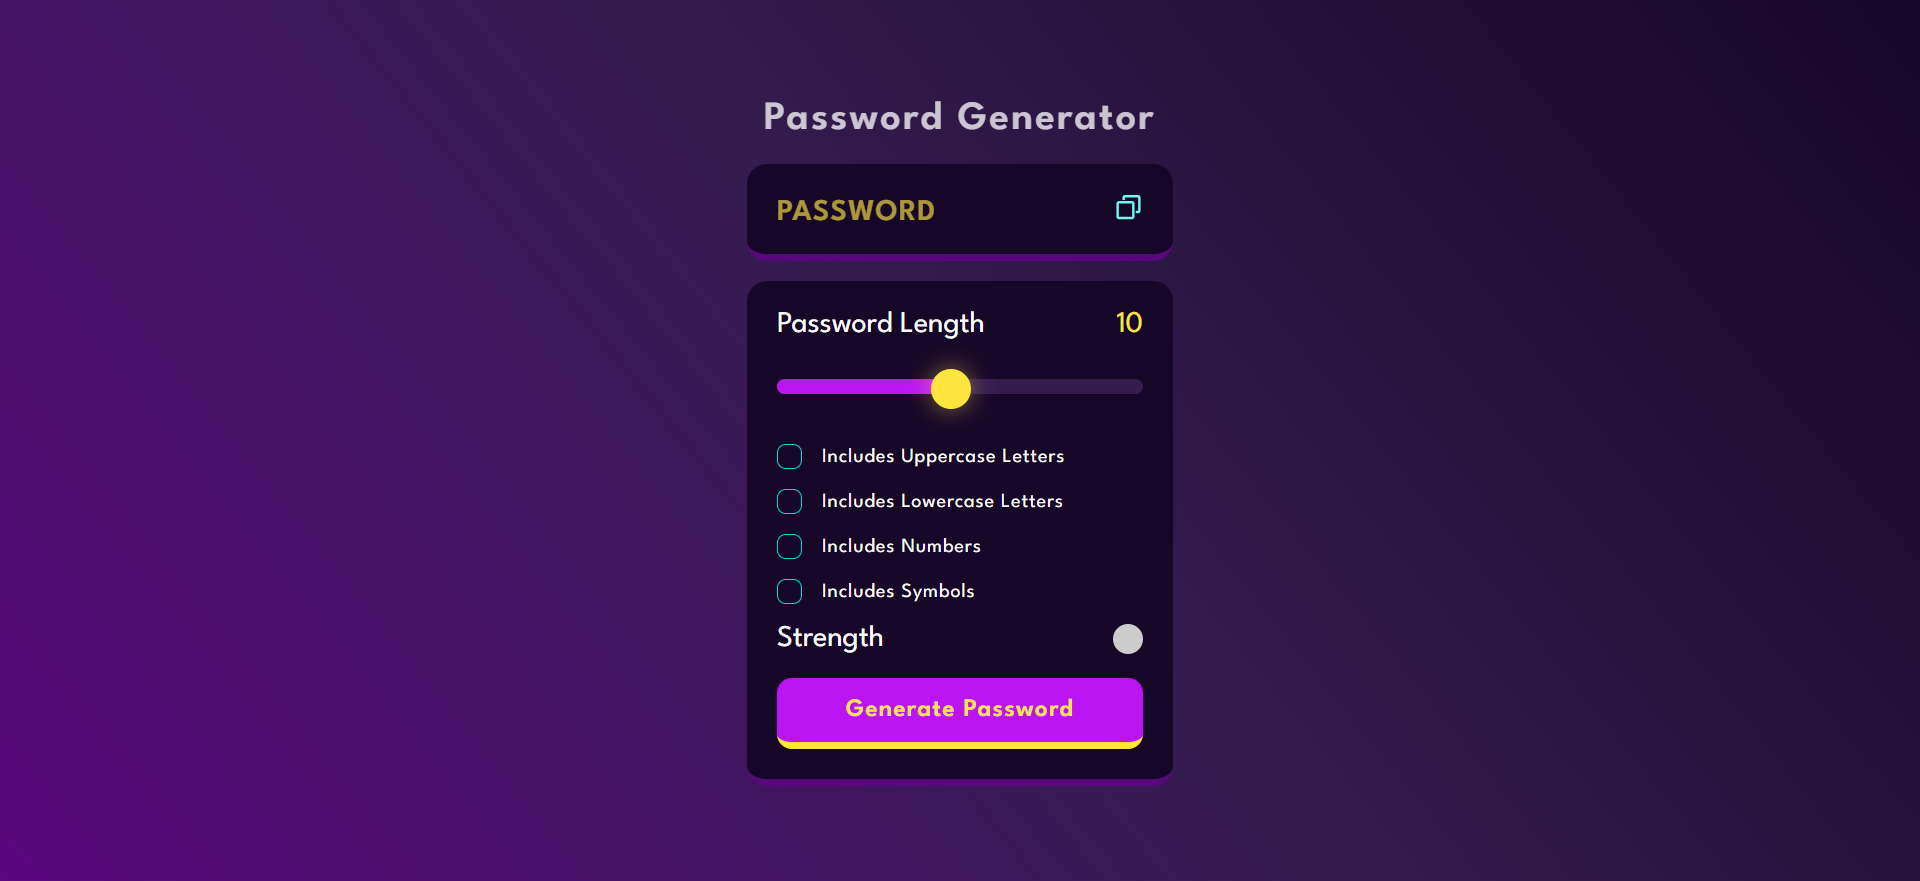 Password Generator
PASSWORD
Password Length 10
Includes Uppercase Letters
Includes Lowercase Letters
Includes Numbers
Includes Symbols
Strength
Generate Password